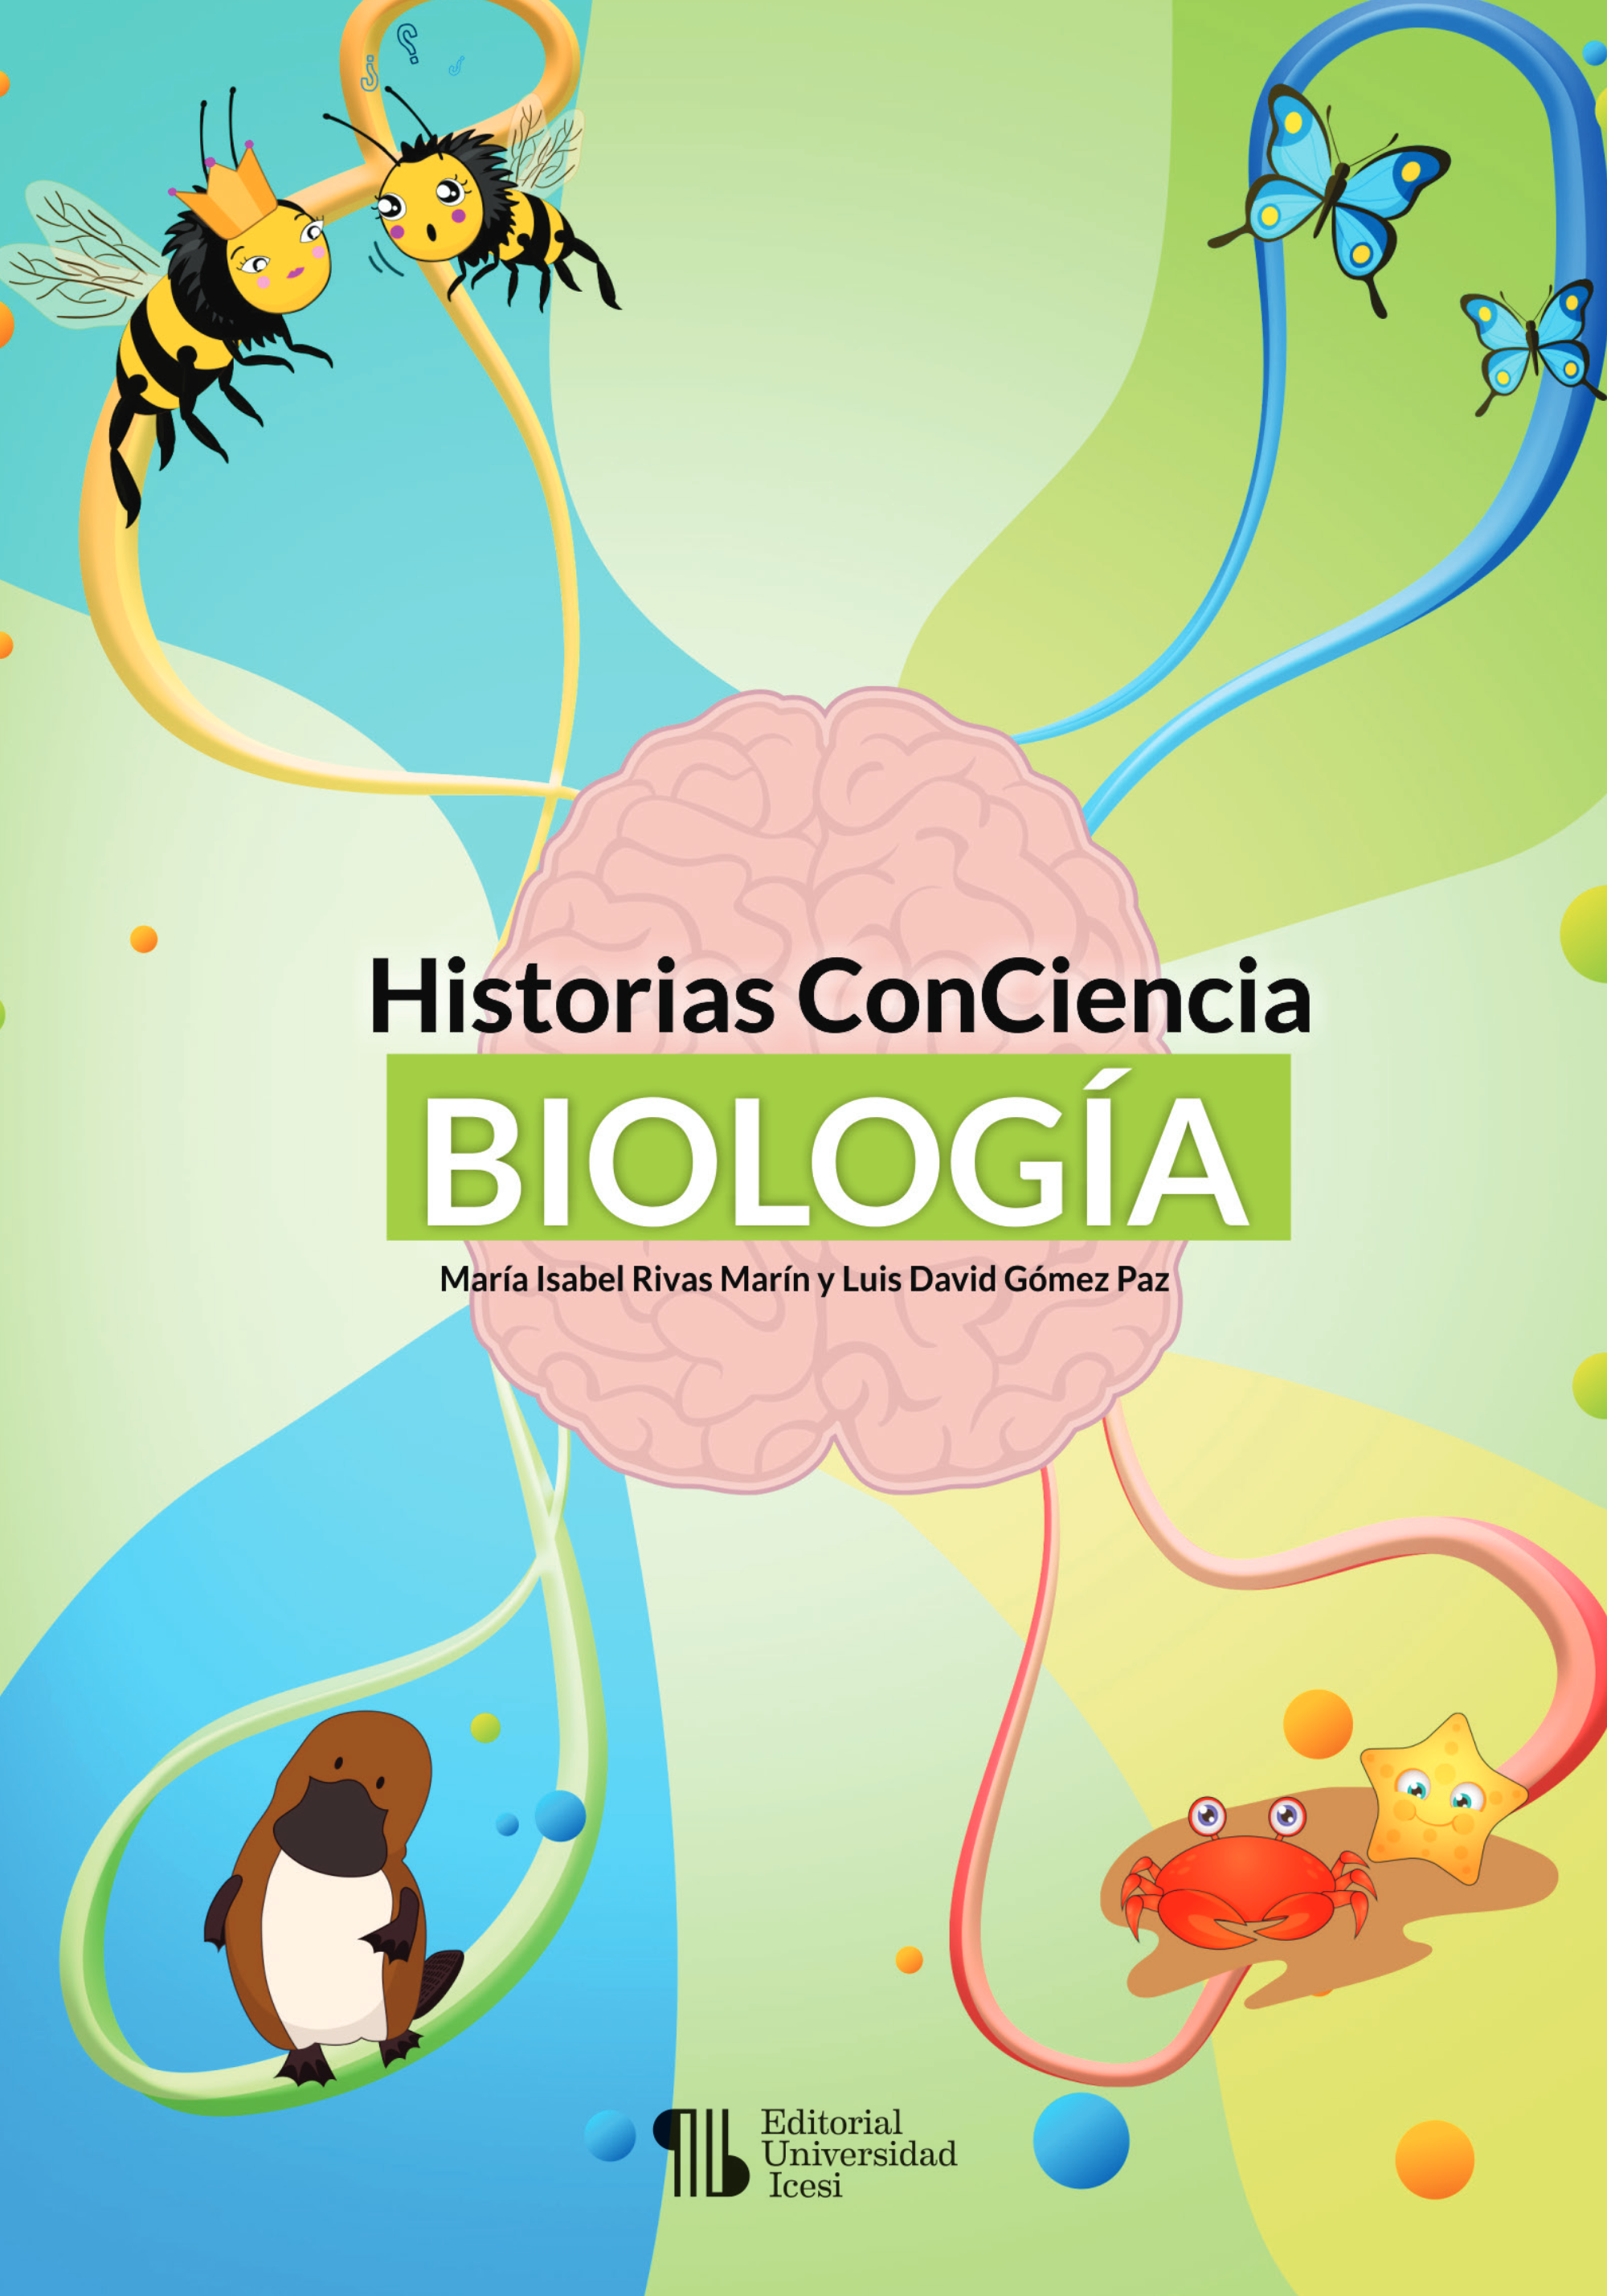 ? ? ?
Historias ConCiencia
BIOLOGÍA
María Isabel Rivas Marín y Luis David Gómez Paz
Editorial
Universidad
Icesi